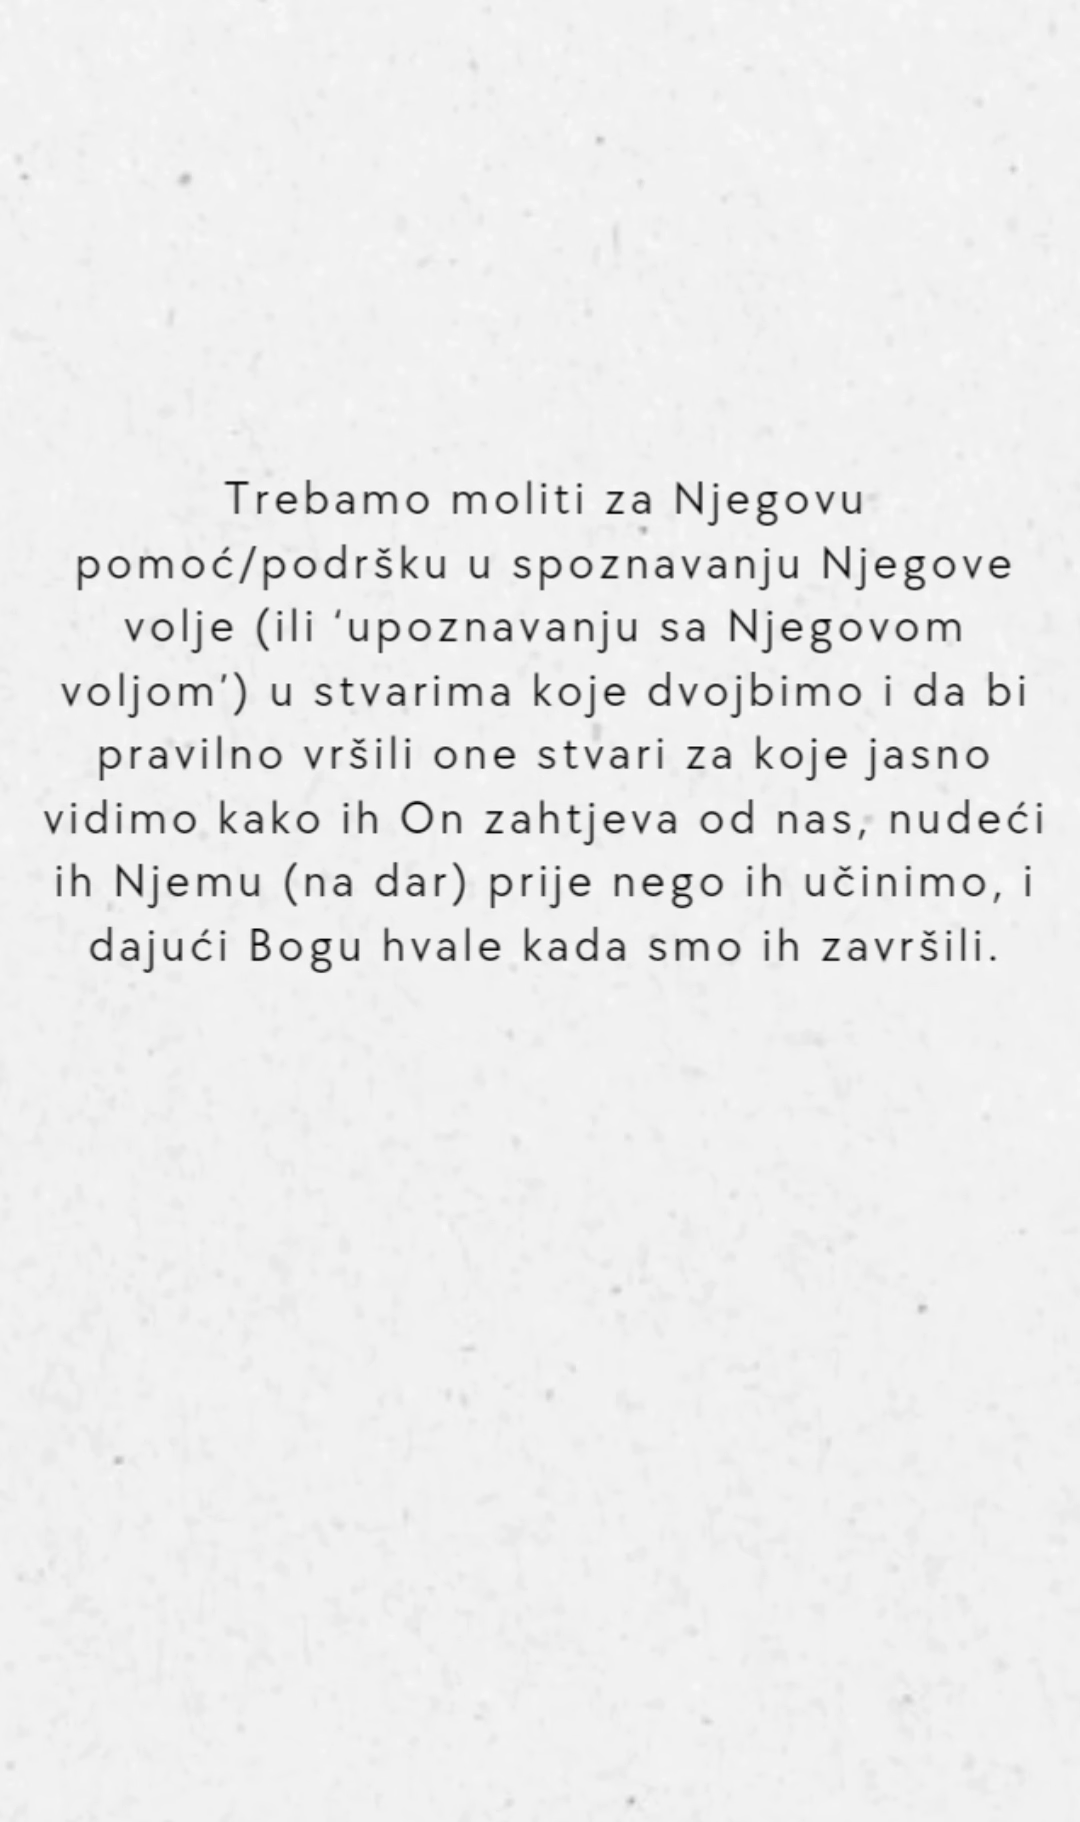 Trebamo moliti za Njegovu
pomoć/podršku u spoznavanju Njegove
volje (ili ‘upoznavanju sa Njegovom
voljom’) u stvarima koje dvojbimo i da bi
pravilno vršili one stvari za koje jasno
vidimo kako ih On zahtjeva od nas, nudeći
ih Njemu (na dar) prije nego ih učinimo, i
dajući Bogu hvale kada smo ih završili.